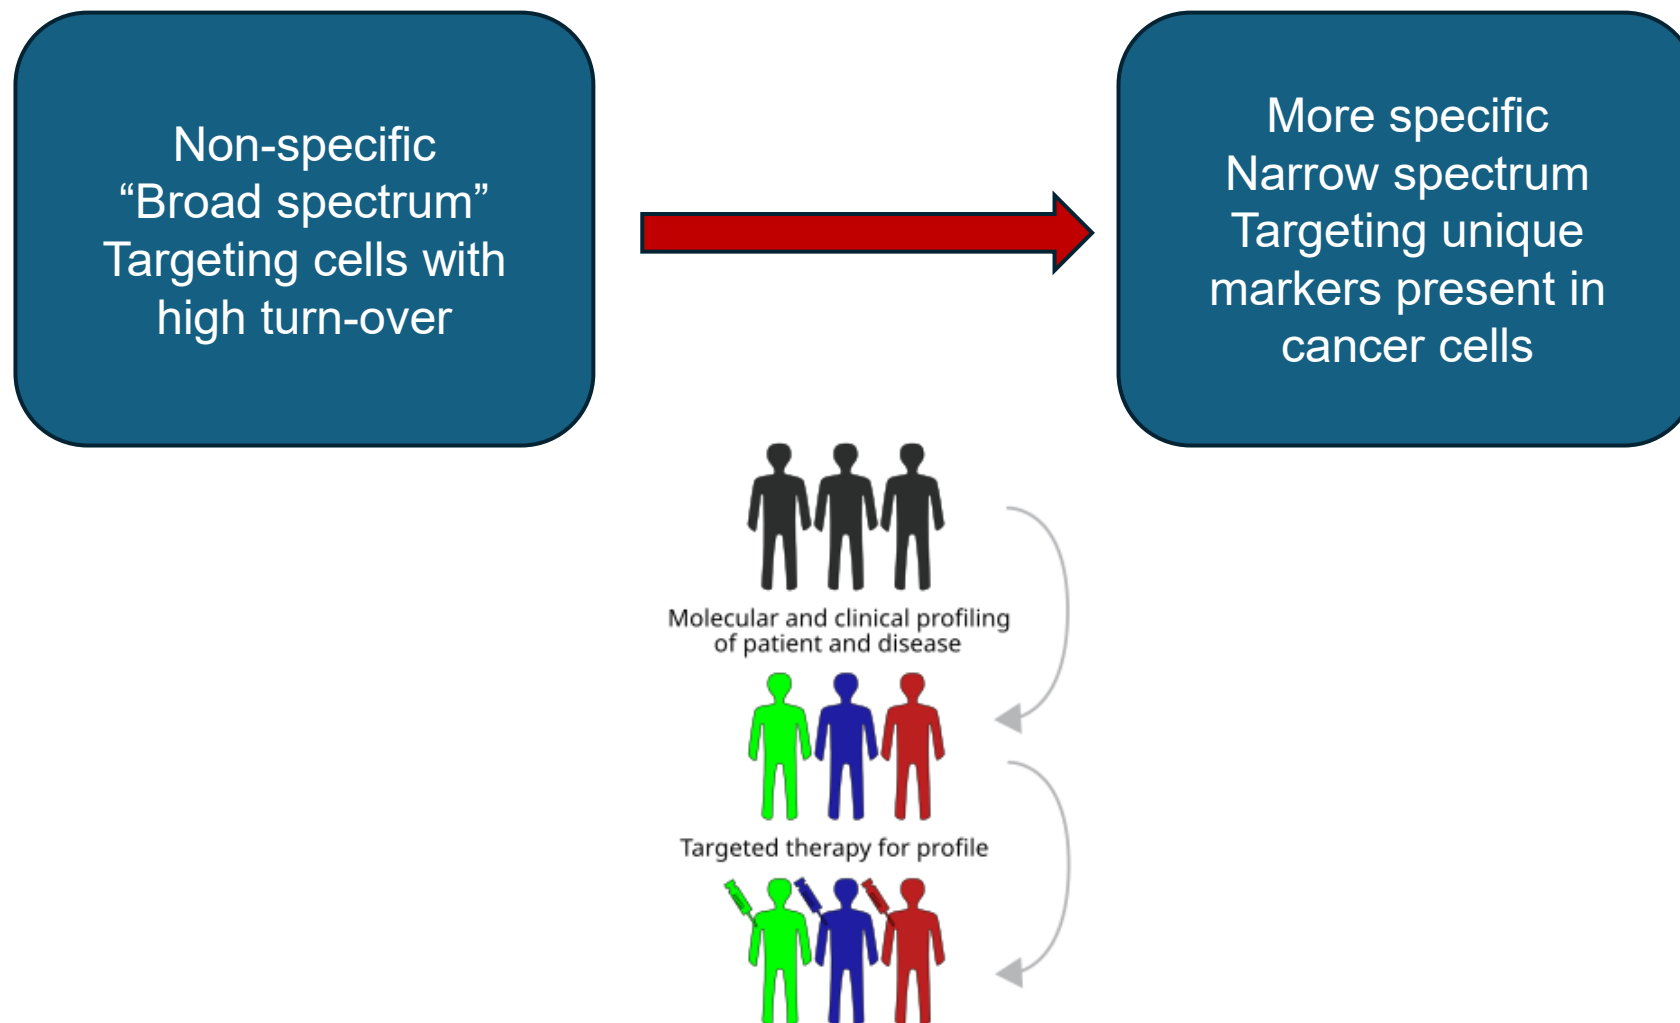 Non-specific
“Broad spectrum”
Targeting cells with
high turn-over
More specific
Narrow spectrum
Targeting unique
markers present in
cancer cells
Molecular and clinical profiling
of patient and disease
Targeted therapy for profile